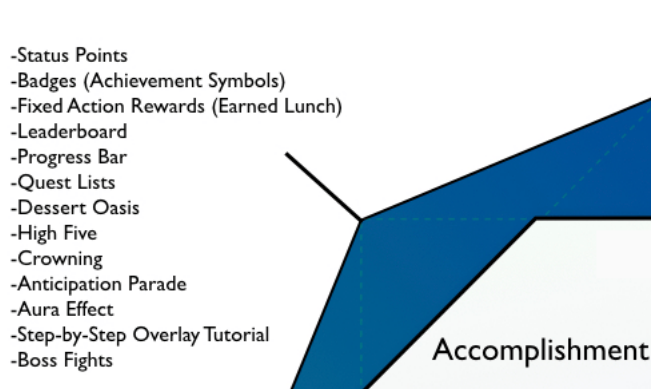 -Status Points
-Badges (Achievement Symbols)
-Fixed Action Rewards (Earned Lunch)
-Leaderboard
-Progress Bar
-Quest Lists
-Dessert Oasis
-High Five
-Crowning
-Anticipation Parade
-Aura Effect
-Step-by-Step Overlay Tutorial
-Boss Fights
Accomplishment